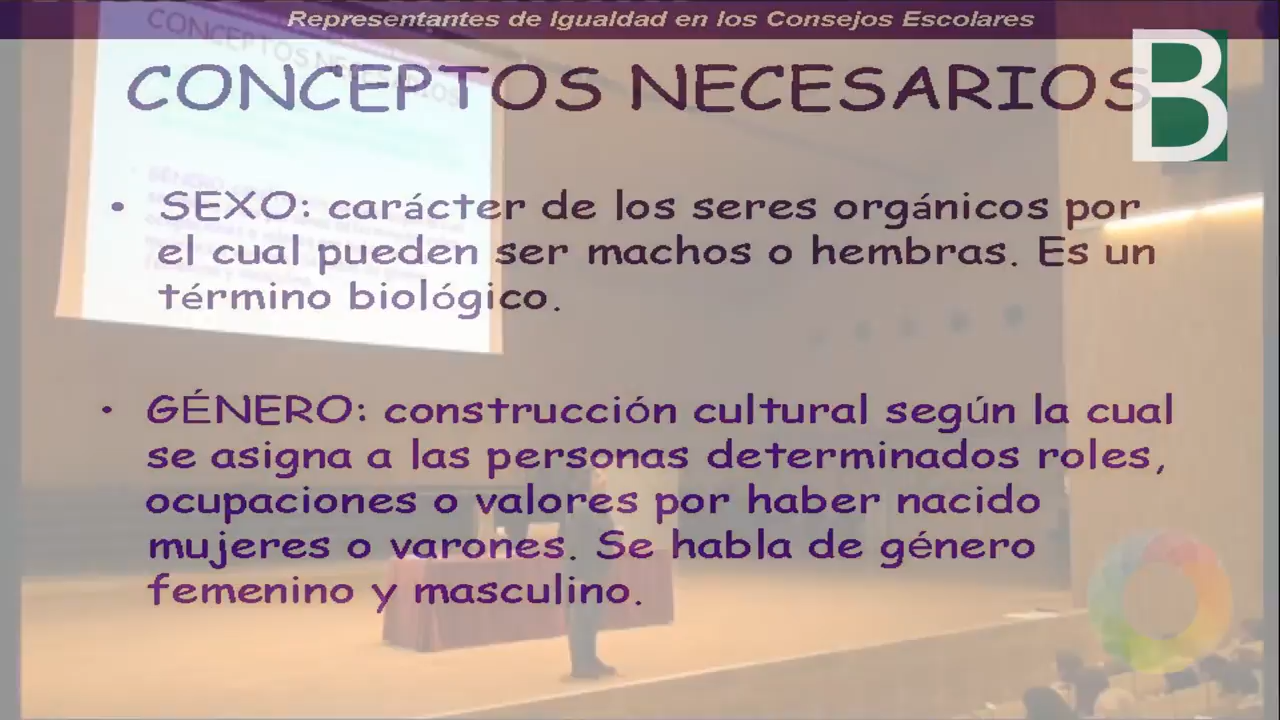 Representantes de Igualdad en los Consejos Escolares
CONCEPTOS NECESARIOS
B
• SEXO: carácter de los seres orgánicos por
el cual pueden ser machos o hembras. Es un
término biológico.
• GÉNERO: construcción cultural según la cual
se asigna a las personas determinados roles,
ocupaciones o valores por haber nacido
mujeres o varones. Se habla de género
femenino y masculino.
CONCEPTOS NECESARIOS